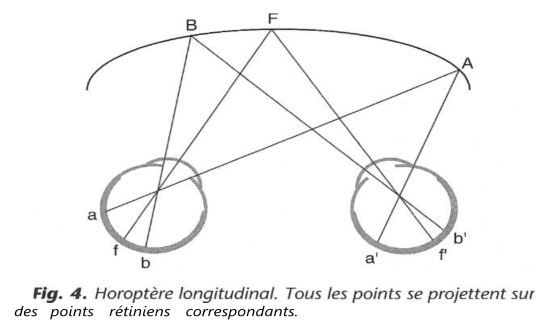 B F
A
a
f
b
a'
f'
b'
Fig. 4. Horoptère longitudinal. Tous les points se projettent sur
des points rétiniens correspondants.